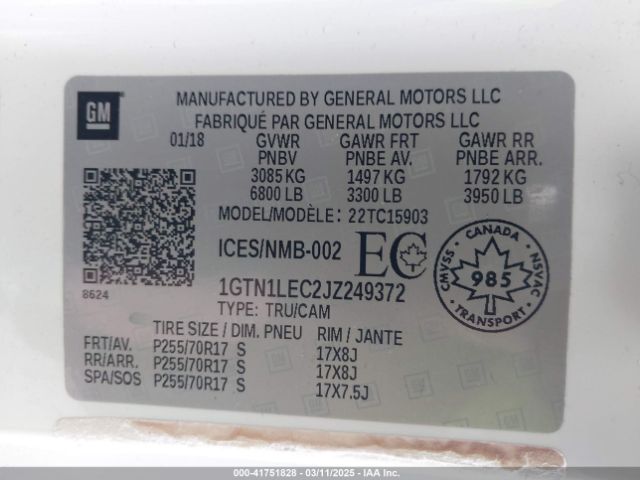 GM
MANUFACTURED BY GENERAL MOTORS LLC
FABRIQUÉ PAR GENERAL MOTORS LLC
01/18 GVWR GAWR FRT GAWR RR
PNBV PNBE AV. PNBE ARR.
3085 KG 1497 KG 1792 KG
6800 LB 3300 LB 3950 LB
MODEL/MODÈLE: 22TC15903
ICES/NMB-002 EC
CANADA
CMVSS 985 NSVAC
TRANSPORT
8624
1GTN1LEC2JZ249372
TYPE: TRU/CAM
TIRE SIZE / DIM. PNEU RIM / JANTE
FRT/AV. P255/70R17 S 17X8J
RR/ARR. P255/70R17 S 17X8J
SPA/SOS P255/70R17 S 17X7.5J
000-41751828 - 03/11/2025 - IAAI.CA